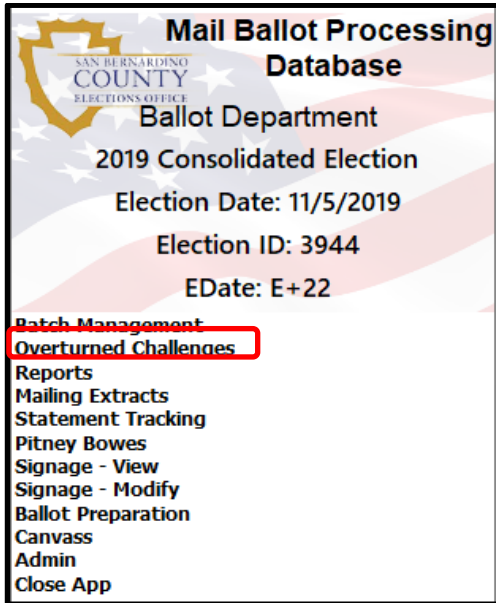 Mail Ballot Processing
Database
SAN BERNARDINO
COUNTY
ELECTIONS OFFICE
Ballot Department
2019 Consolidated Election
Election Date: 11/5/2019
Election ID: 3944
EDate: E+22
Batch Management
Overturned Challenges
Reports
Mailing Extracts
Statement Tracking
Pitney Bowes
Signage - View
Signage - Modify
Ballot Preparation
Canvass
Admin
Close App